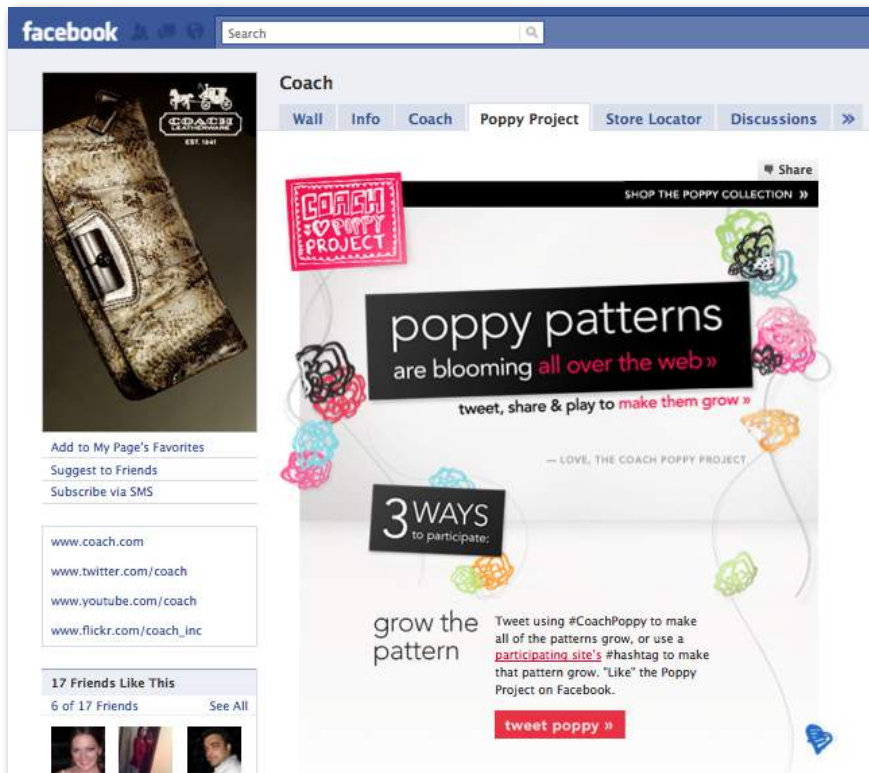 facebook
Search
COACH
LEATHERWARE
EST. 1941
Coach
Wall
Info
Coach
Poppy Project
Store Locator
Discussions
»
Share
SHOP THE POPPY COLLECTION »
COACH
POPPY
PROJECT
poppy patterns
are blooming all over the web »
tweet, share & play to make them grow »
— LOVE, THE COACH POPPY PROJECT
3 WAYS
to participate:
grow the
pattern
Tweet using #CoachPoppy to make
all of the patterns grow, or use a
participating site's #hashtag to make
that pattern grow. "Like" the Poppy
Project on Facebook.
tweet poppy »
Add to My Page's Favorites
Suggest to Friends
Subscribe via SMS
www.coach.com
www.twitter.com/coach
www.youtube.com/coach
www.flickr.com/coach_inc
17 Friends Like This
6 of 17 Friends
See All